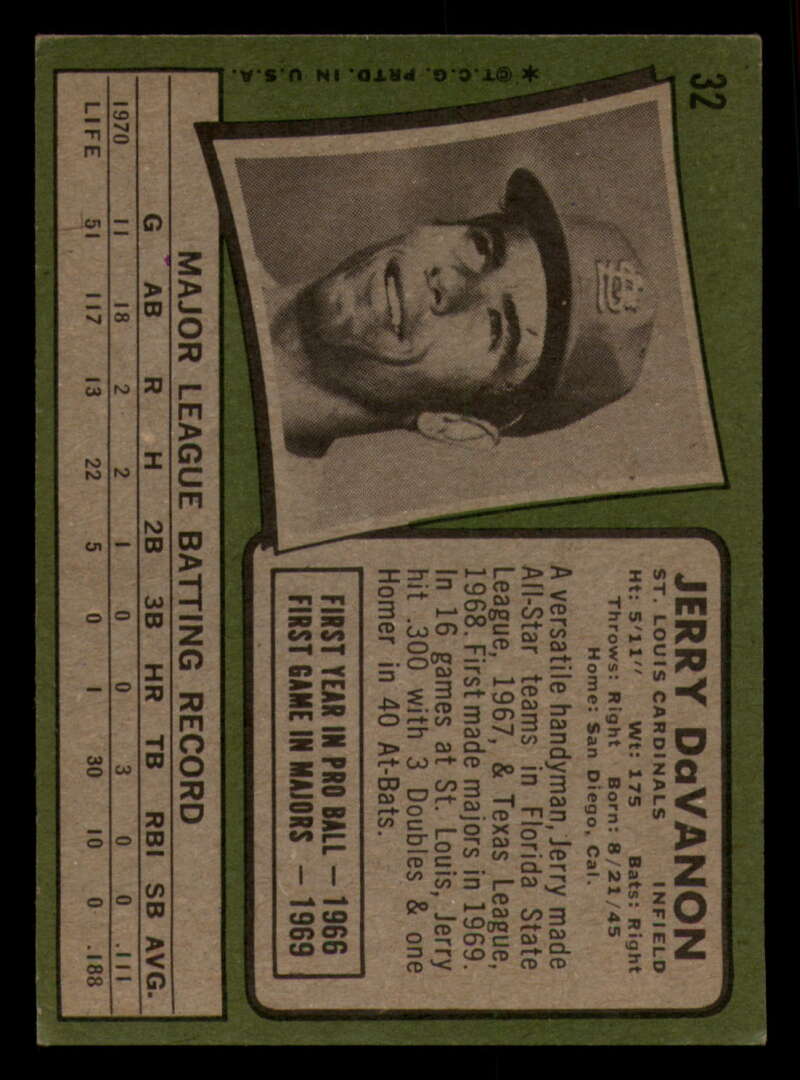 32
JERRY DaVANON
ST. LOUIS CARDINALS INFIELD
Ht: 5'11" Wt: 175 Bats: Right
Throws: Right Born: 8/21/45
Home: San Diego, Cal.
A versatile handyman, Jerry made
All-Star teams in Florida State
League, 1967, & Texas League,
1968. First made majors in 1969.
In 16 games at St. Louis, Jerry
hit .300 with 3 Doubles & one
Homer in 40 At-Bats.
FIRST YEAR IN PRO BALL — 1966
FIRST GAME IN MAJORS — 1969
MAJOR LEAGUE BATTING RECORD
G AB R H 2B 3B HR TB RBI SB AVG.
1970 11 18 2 2 1 0 0 3 0 0 .111
LIFE 51 117 13 22 5 0 1 30 10 0 .188
*©T.C.G. PRTD. IN U.S.A.